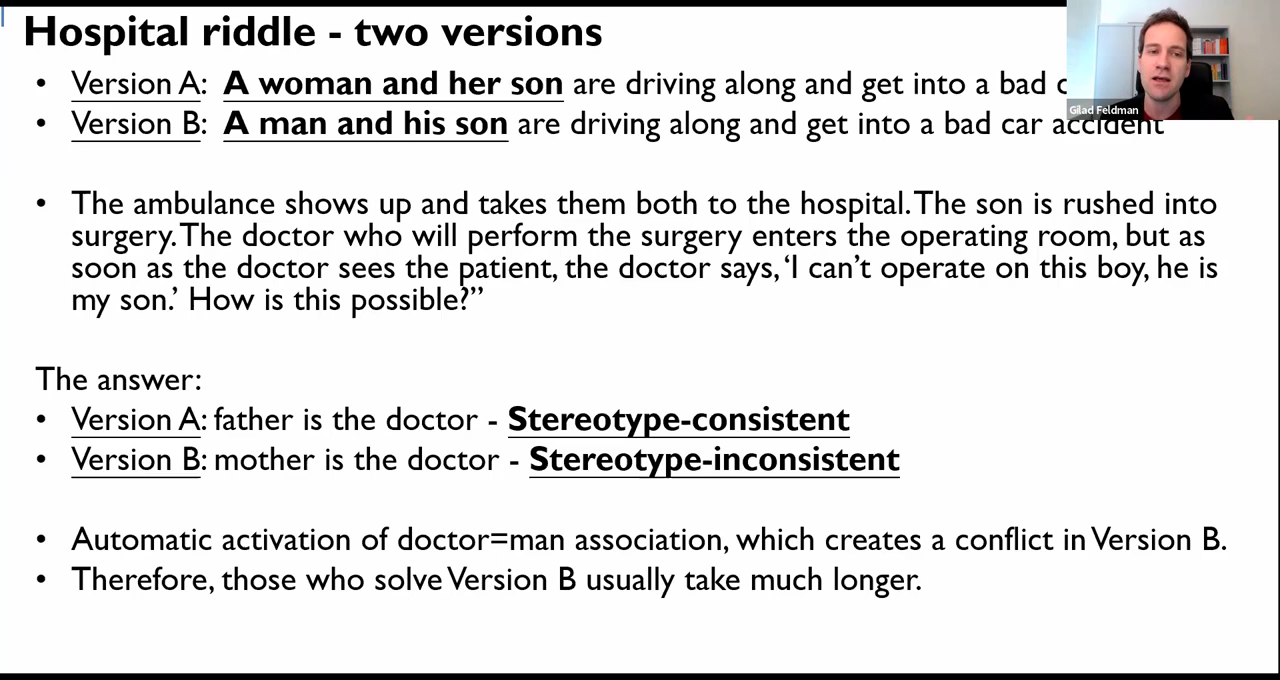 Hospital riddle - two versions
• Version A: A woman and her son are driving along and get into a bad
Gilad Feldman
• Version B: A man and his son are driving along and get into a bad car accident
• The ambulance shows up and takes them both to the hospital. The son is rushed into
surgery. The doctor who will perform the surgery enters the operating room, but as
soon as the doctor sees the patient, the doctor says, ‘I can’t operate on this boy, he is
my son.’ How is this possible?”
The answer:
• Version A: father is the doctor - Stereotype-consistent
• Version B: mother is the doctor - Stereotype-inconsistent
• Automatic activation of doctor=man association, which creates a conflict in Version B.
• Therefore, those who solve Version B usually take much longer.